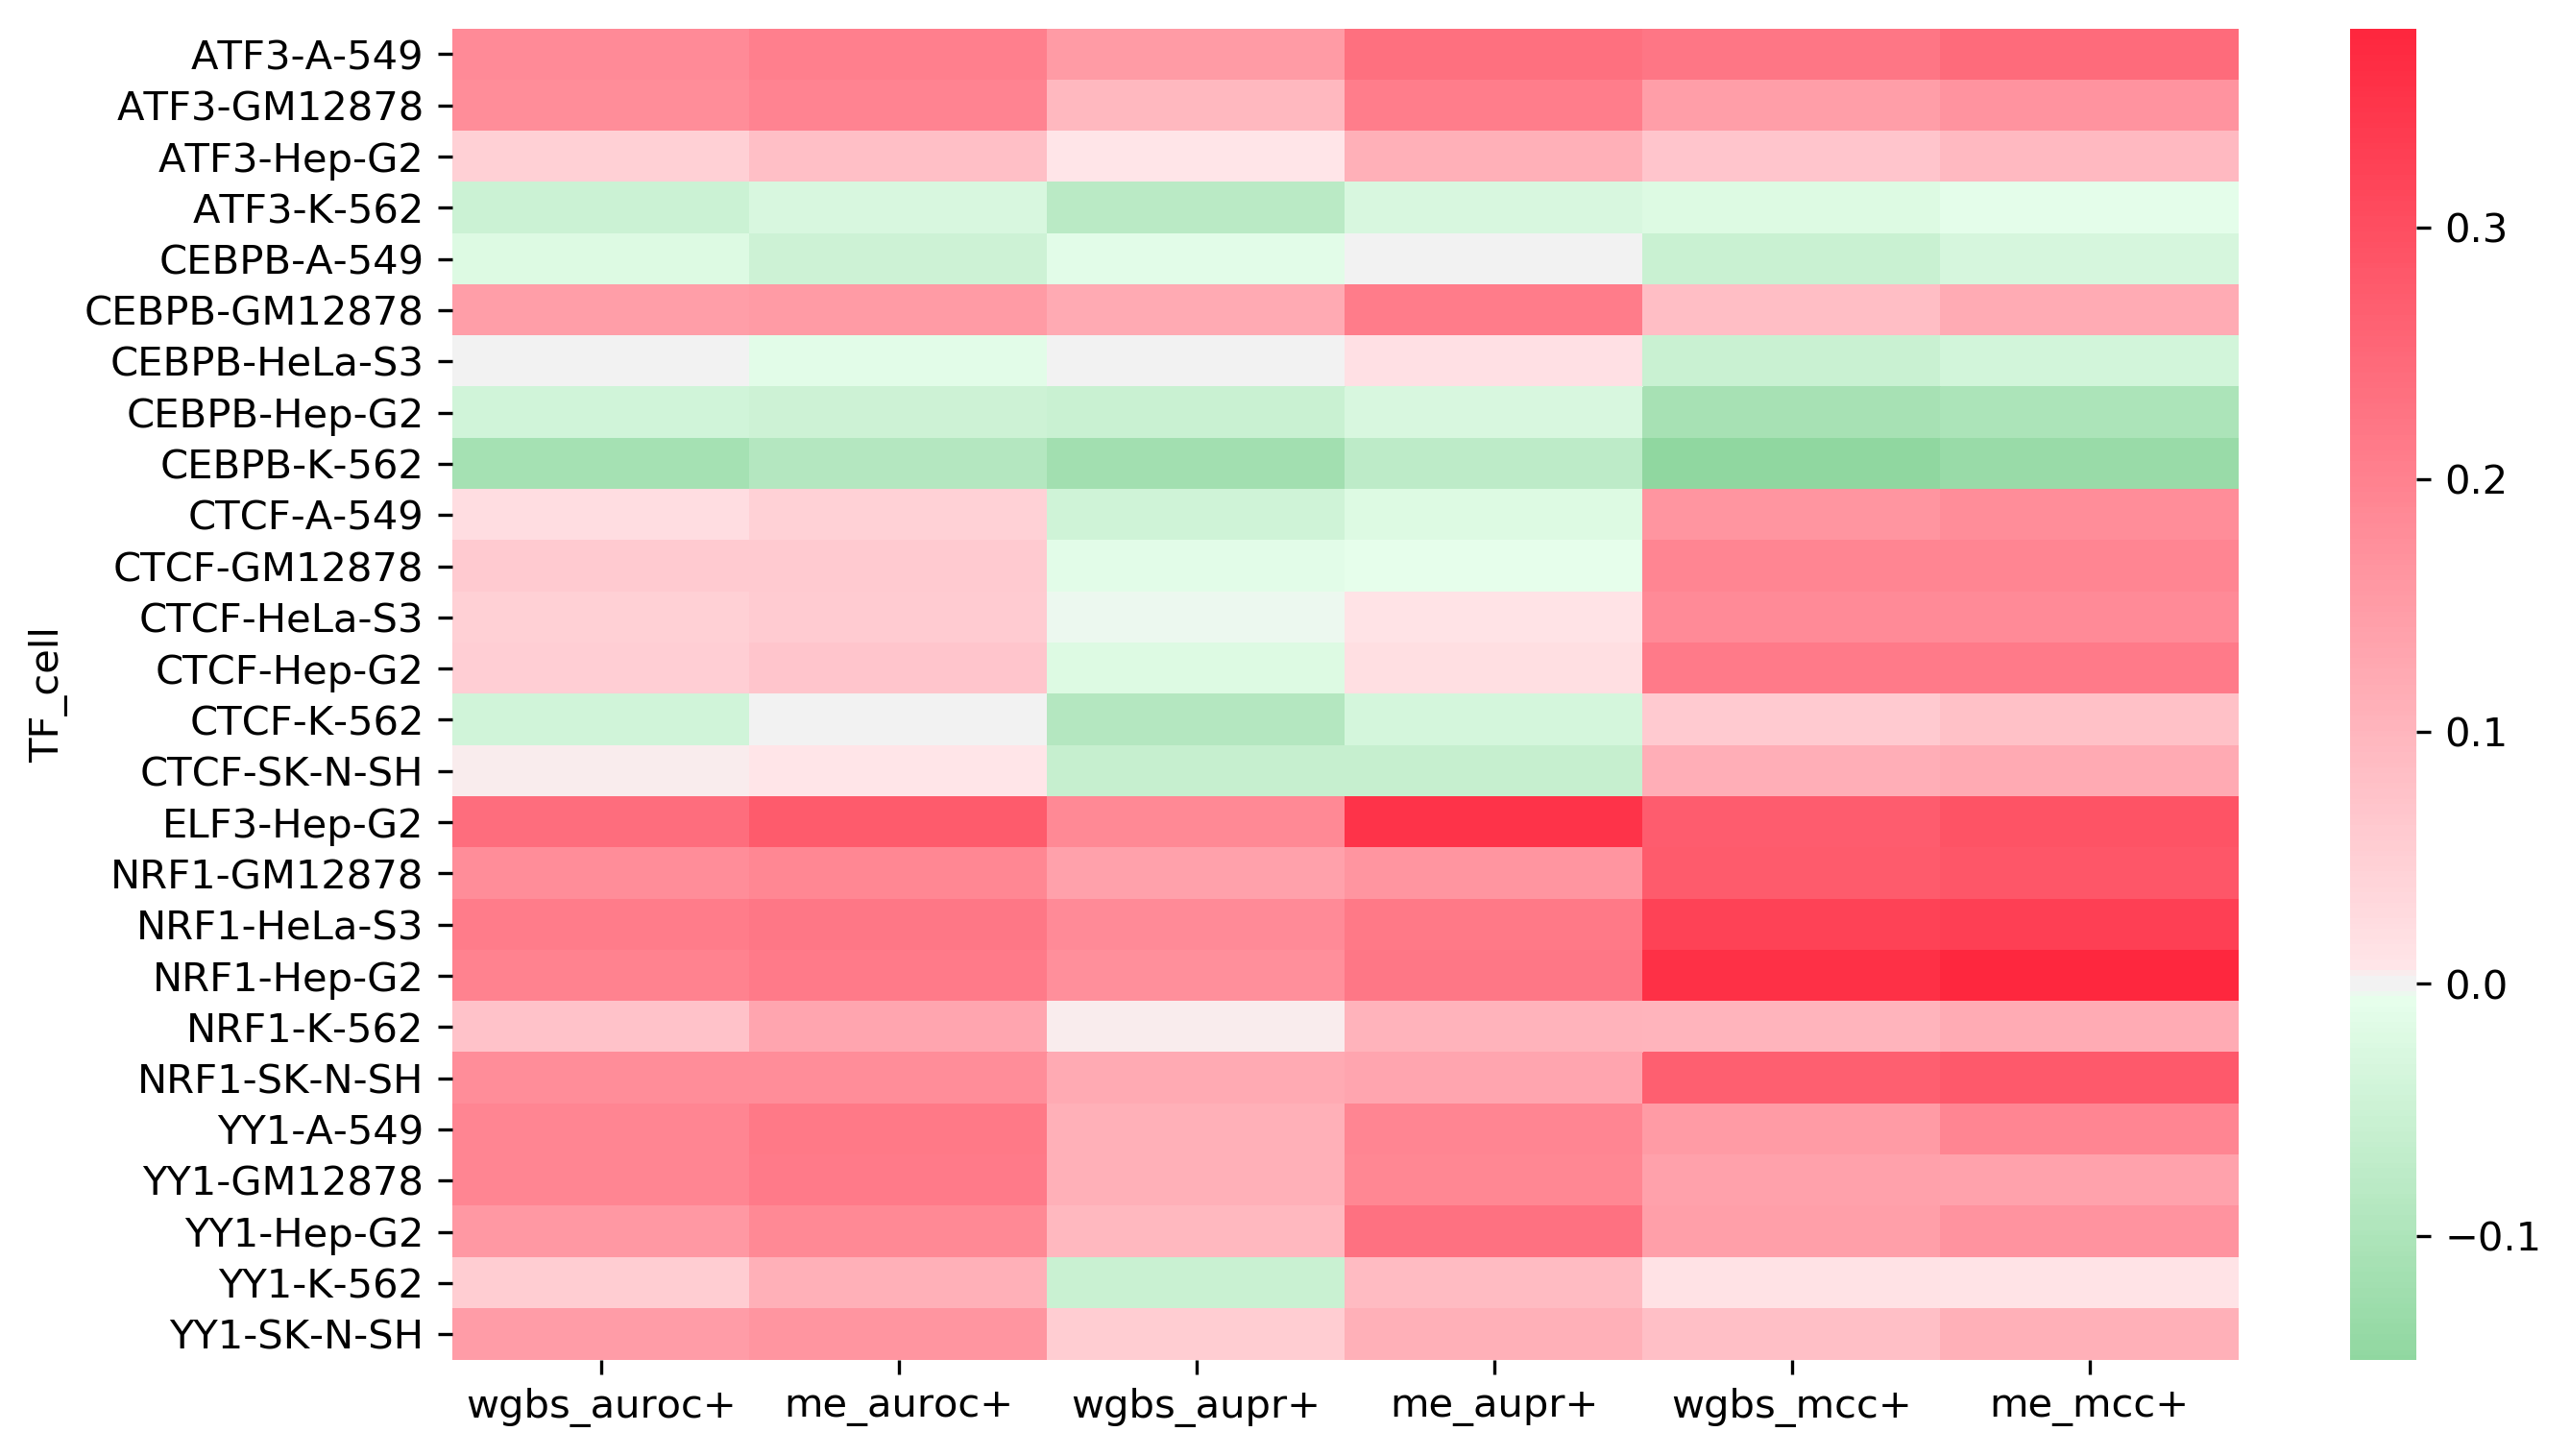 TF_cell
ATF3-A-549
ATF3-GM12878
ATF3-Hep-G2
ATF3-K-562
CEBPB-A-549
CEBPB-GM12878
CEBPB-HeLa-S3
CEBPB-Hep-G2
CEBPB-K-562
CTCF-A-549
CTCF-GM12878
CTCF-HeLa-S3
CTCF-Hep-G2
CTCF-K-562
CTCF-SK-N-SH
ELF3-Hep-G2
NRF1-GM12878
NRF1-HeLa-S3
NRF1-Hep-G2
NRF1-K-562
NRF1-SK-N-SH
YY1-A-549
YY1-GM12878
YY1-Hep-G2
YY1-K-562
YY1-SK-N-SH
wgbs_auroc+ me_auroc+ wgbs_aupr+ me_aupr+ wgbs_mcc+ me_mcc+
0.3
0.2
0.1
0.0
−0.1